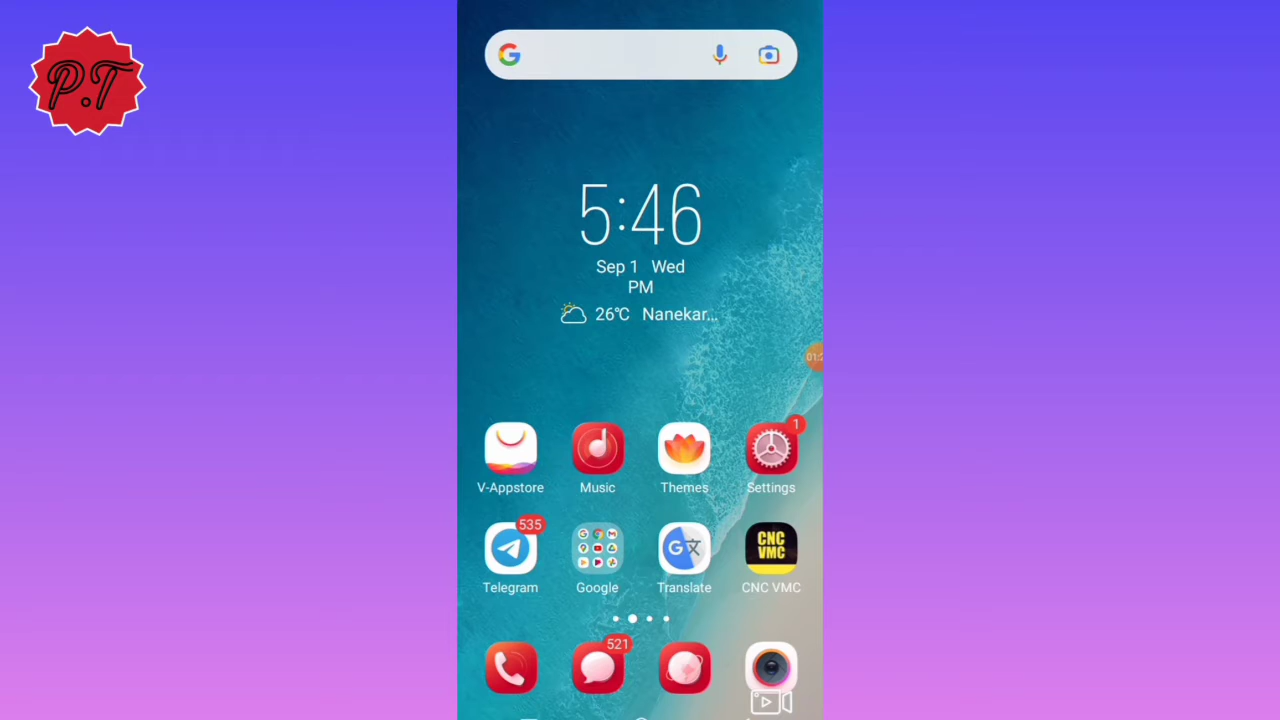 P.T
5:46
Sep 1 Wed
PM
26°C Nanekar...
1
V-Appstore Music Themes Settings
535
CNC
VMC
Telegram Google Translate CNC VMC
521